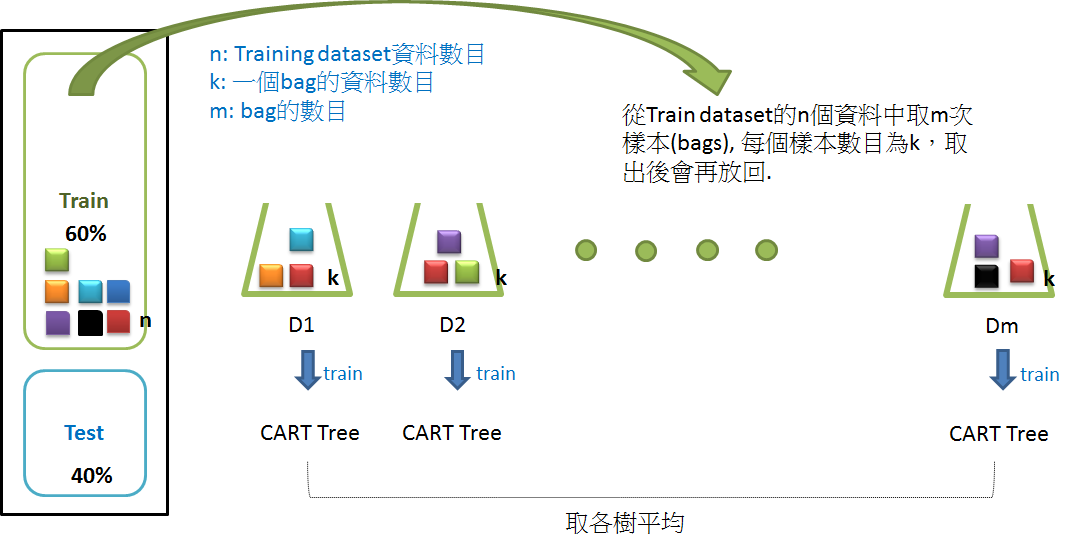 n: Training dataset資料數目
k: 一個bag的資料數目
m: bag的數目
從Train dataset的n個資料中取m次
樣本(bags), 每個樣本數目為k，取
出後會再放回.
Train
60%
n
Test
40%
k
k
k
D1
D2
Dm
train
train
train
CART Tree
CART Tree
CART Tree
取各樹平均